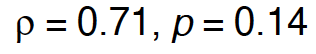 ρ = 0.71, p = 0.14